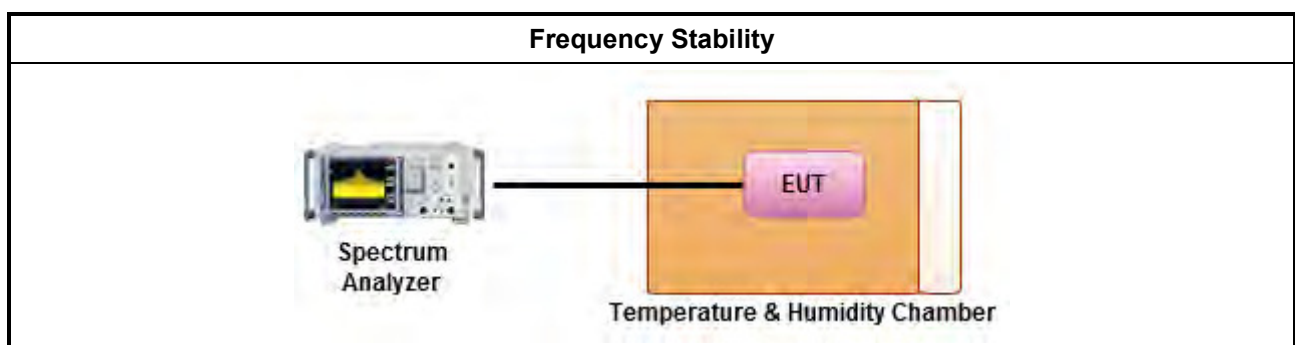 Frequency Stability
EUT
Spectrum
Analyzer
Temperature & Humidity Chamber